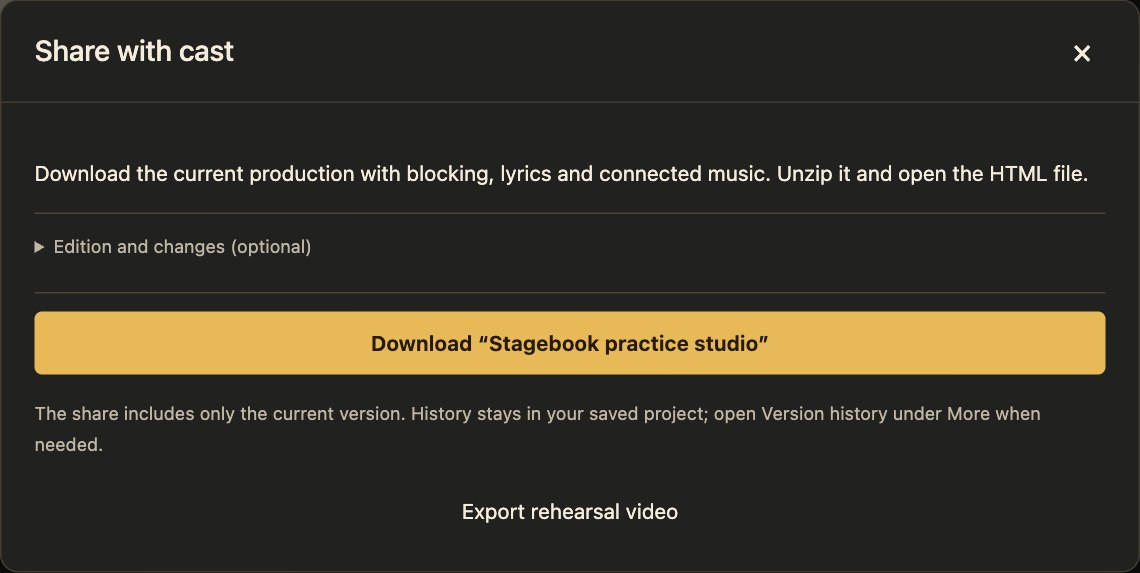 Share with cast
Download the current production with blocking, lyrics and connected music. Unzip it and open the HTML file.
Edition and changes (optional)
Download “Stagebook practice studio”
The share includes only the current version. History stays in your saved project; open Version history under More when
needed.
Export rehearsal video